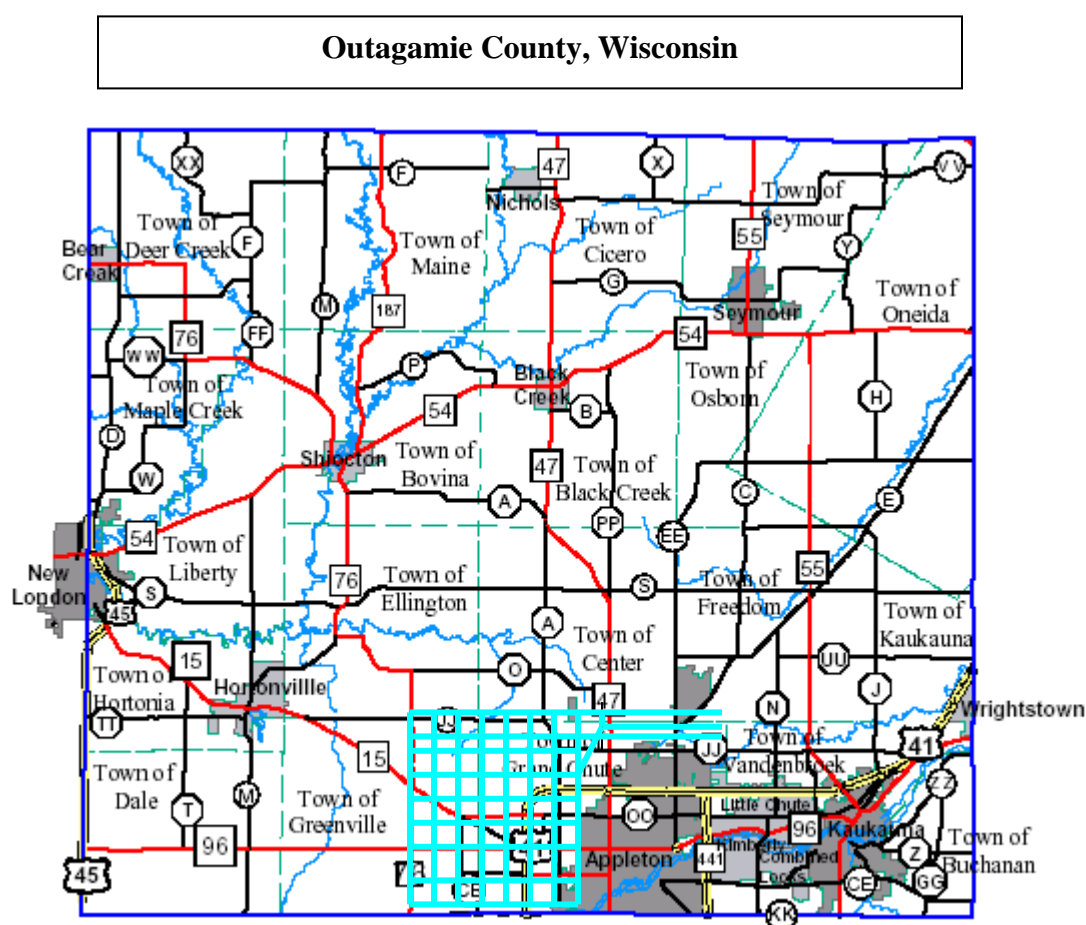 Outagamie County, Wisconsin
XX
F
47
X
VV
Nichols
Town of
Seymour
Town of
Deer Creek
F
Town of
Maine
Town of
Cicero
55
Y
Bear
Creak
M
187
G
Seymour
Town of
Oneida
76
FF
54
WW
P
Black
Creek
Town of
Osborn
H
Town of
Maple Creek
54
B
D
Shiocton
Town of
Bovina
47
Town of
Black Creek
W
A
C
E
PP
EE
54
Town of
Liberty
New
London
S
45
76
Town of
Ellington
S
55
Town of
Freedom
A
Town of
Kaukauna
15
Town of
Center
UU
O
Town of
Hortonia
Hortonvillle
47
J
N
Wrightstown
TT
JJ
JJ
41
15
Grand Chute
Town of
Vandenbroek
Town of
Dale
M
T
Town of
Greenville
ZZ
Little Chute
OO
96
Kaukauna
96
Appleton
441
Kimberly
Combined
Locks
Z
Town of
Buchanan
45
CE
CE
GG
KK